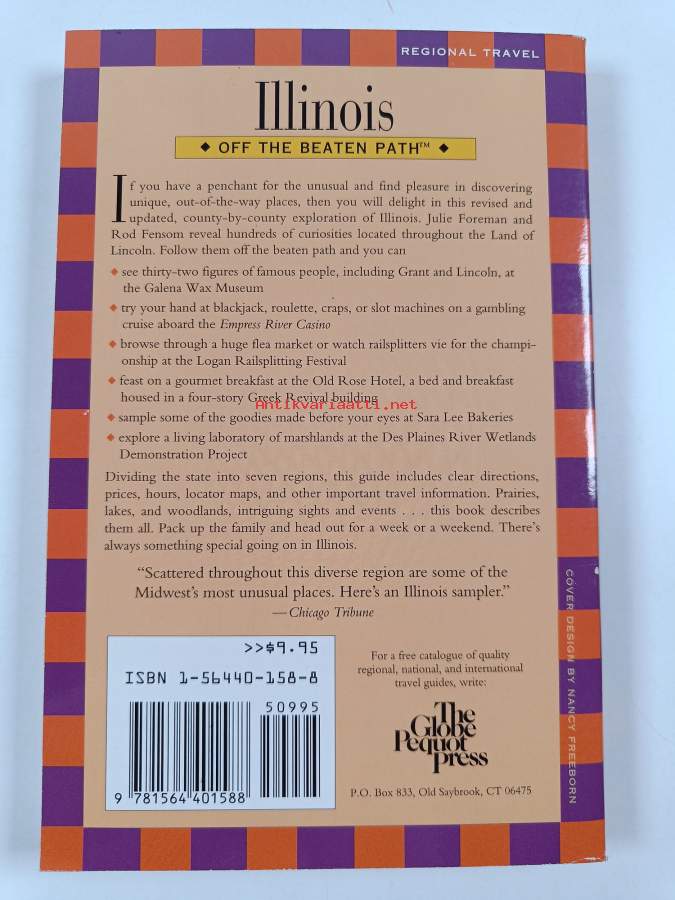 REGIONAL TRAVEL
Illinois
◆ OFF THE BEATEN PATH™ ◆
If you have a penchant for the unusual and find pleasure in discovering
unique, out-of-the-way places, then you will delight in this revised and
updated, county-by-county exploration of Illinois. Julie Foreman and
Rod Fensom reveal hundreds of curiosities located throughout the Land of
Lincoln. Follow them off the beaten path and you can
◆ see thirty-two figures of famous people, including Grant and Lincoln, at
the Galena Wax Museum
◆ try your hand at blackjack, roulette, craps, or slot machines on a gambling
cruise aboard the Empress River Casino
◆ browse through a huge flea market or watch railsplitters vie for the champi-
onship at the Logan Railsplitting Festival
◆ feast on a gourmet breakfast at the Old Rose Hotel, a bed and breakfast
housed in a four-story Greek Revival building
Antikvariaatti.net
◆ sample some of the goodies made before your eyes at Sara Lee Bakeries
◆ explore a living laboratory of marshlands at the Des Plaines River Wetlands
Demonstration Project
Dividing the state into seven regions, this guide includes clear directions,
prices, hours, locator maps, and other important travel information. Prairies,
lakes, and woodlands, intriguing sights and events . . . this book describes
them all. Pack up the family and head out for a week or a weekend. There's
always something special going on in Illinois.
"Scattered throughout this diverse region are some of the
Midwest's most unusual places. Here's an Illinois sampler."
—Chicago Tribune
>>$9.95
ISBN 1-56440-158-8
50995
9 781564 401588
For a free catalogue of quality
regional, national, and international
travel guides, write:
The
Globe
Pequot
Press
P.O. Box 833, Old Saybrook, CT 06475
COVER DESIGN BY NANCY FREEBORN